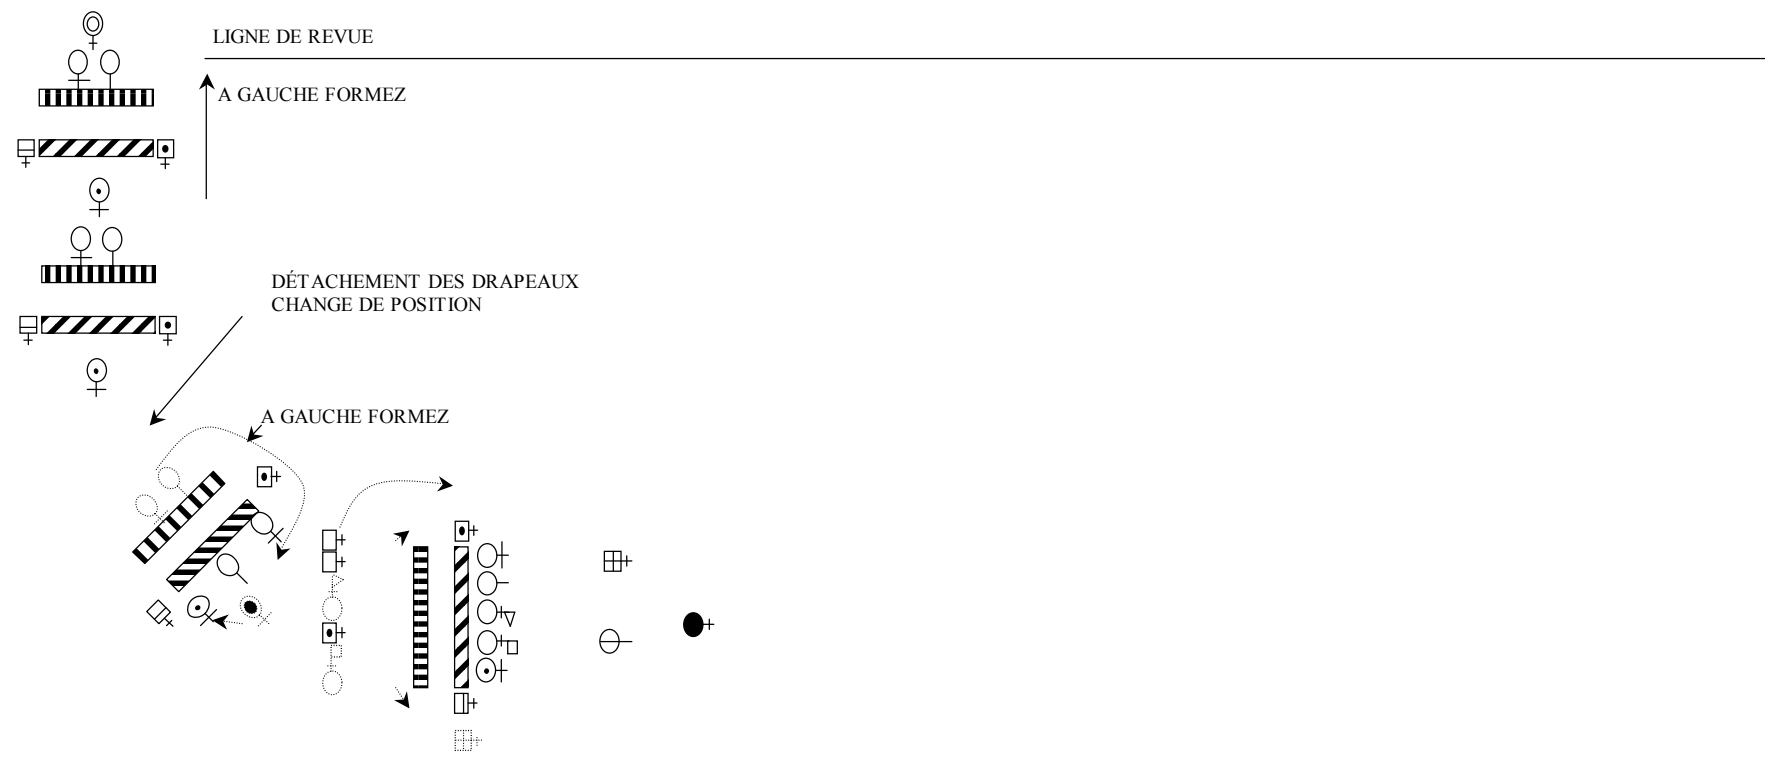 LIGNE DE REVUE
A GAUCHE FORMEZ
DÉTACHEMENT DES DRAPEAUX
CHANGE DE POSITION
A GAUCHE FORMEZ